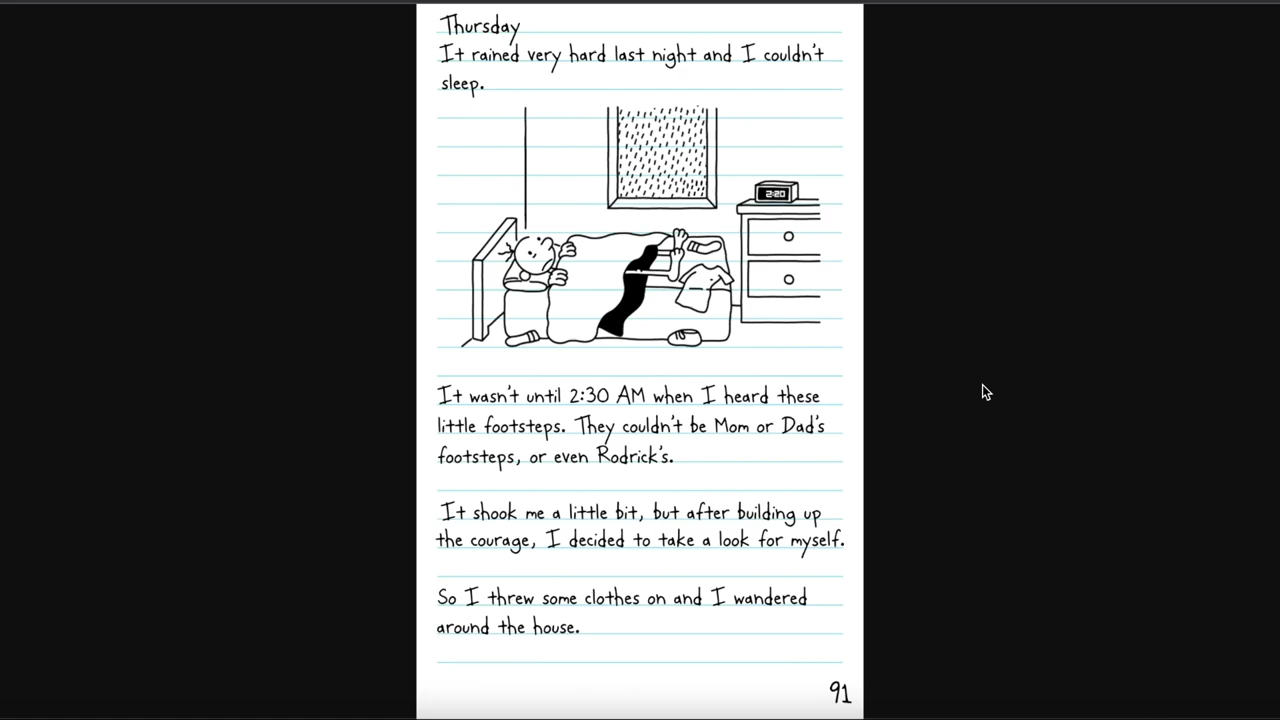 Thursday
It rained very hard last night and I couldn't
sleep.
2:20
It wasn't until 2:30 AM when I heard these
little footsteps. They couldn't be Mom or Dad's
footsteps, or even Rodrick's.
It shook me a little bit, but after building up
the courage, I decided to take a look for myself.
So I threw some clothes on and I wandered
around the house.
91